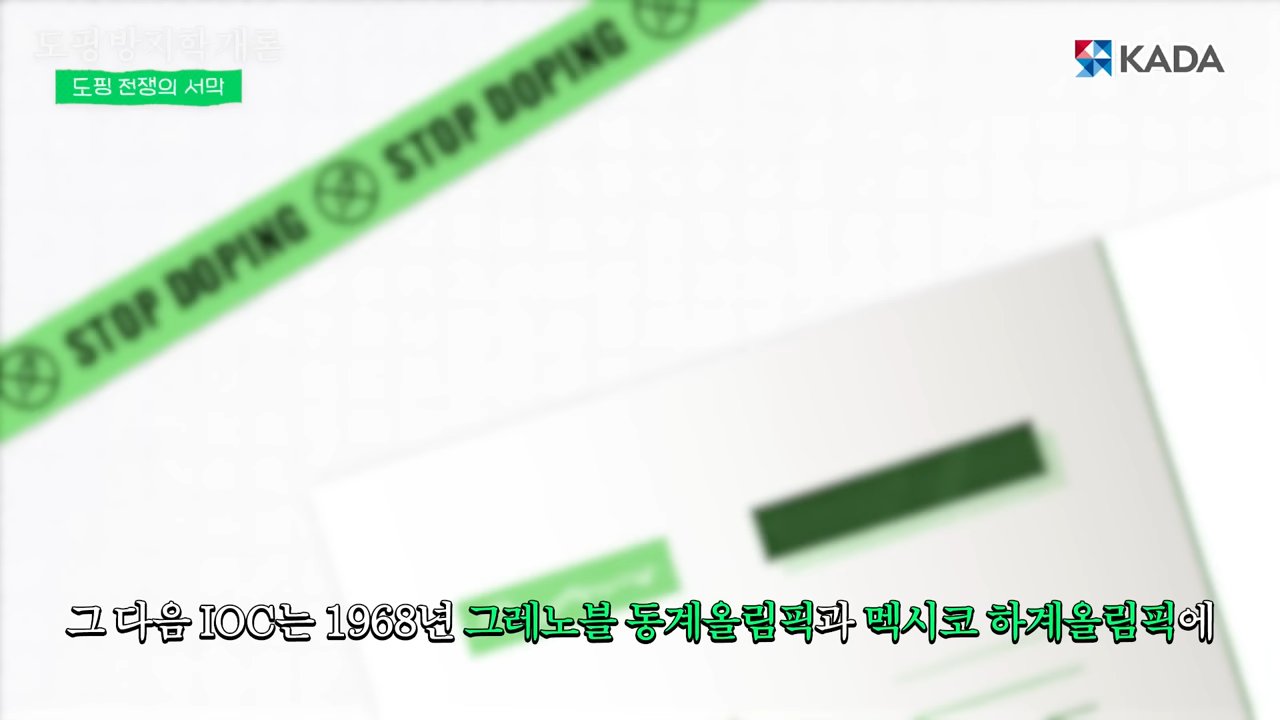 도핑방지학개론
도핑 전쟁의 서막
KADA
STOP DOPING
STOP DOPING
그 다음 IOC는 1968년 그레노블 동계올림픽과 멕시코 하계올림픽에